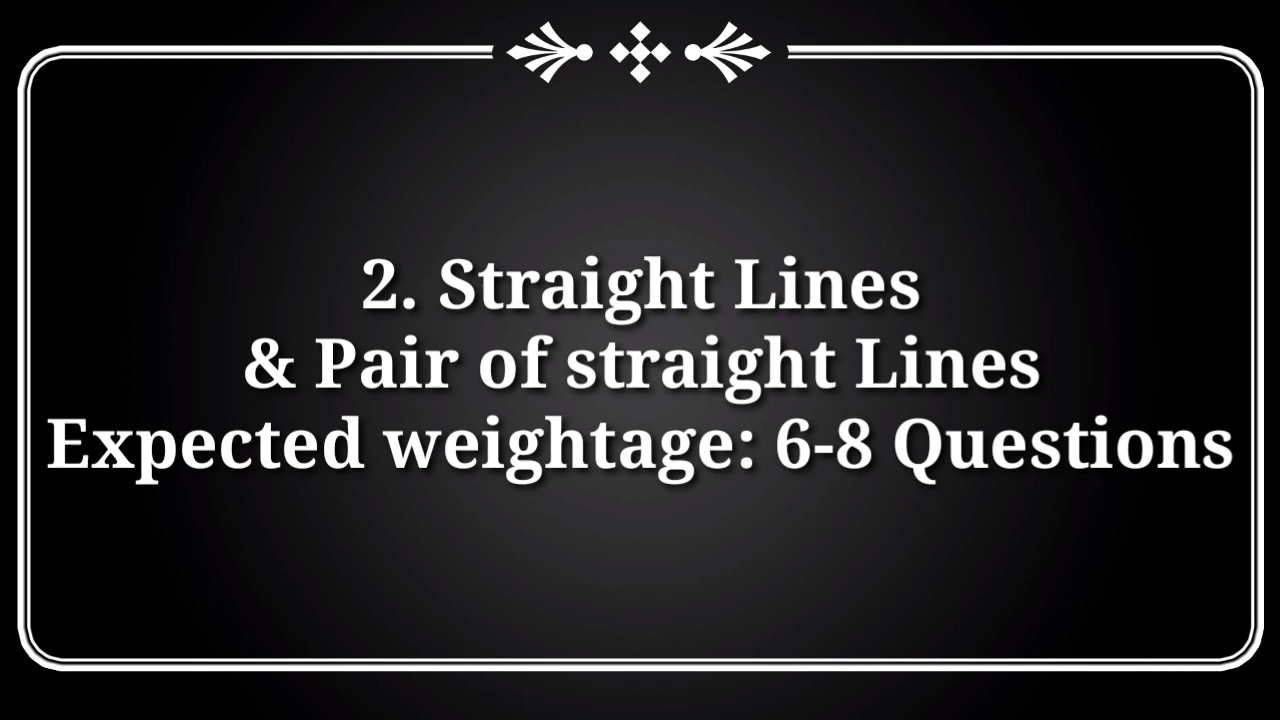 2. Straight Lines
& Pair of straight Lines
Expected weightage: 6-8 Questions